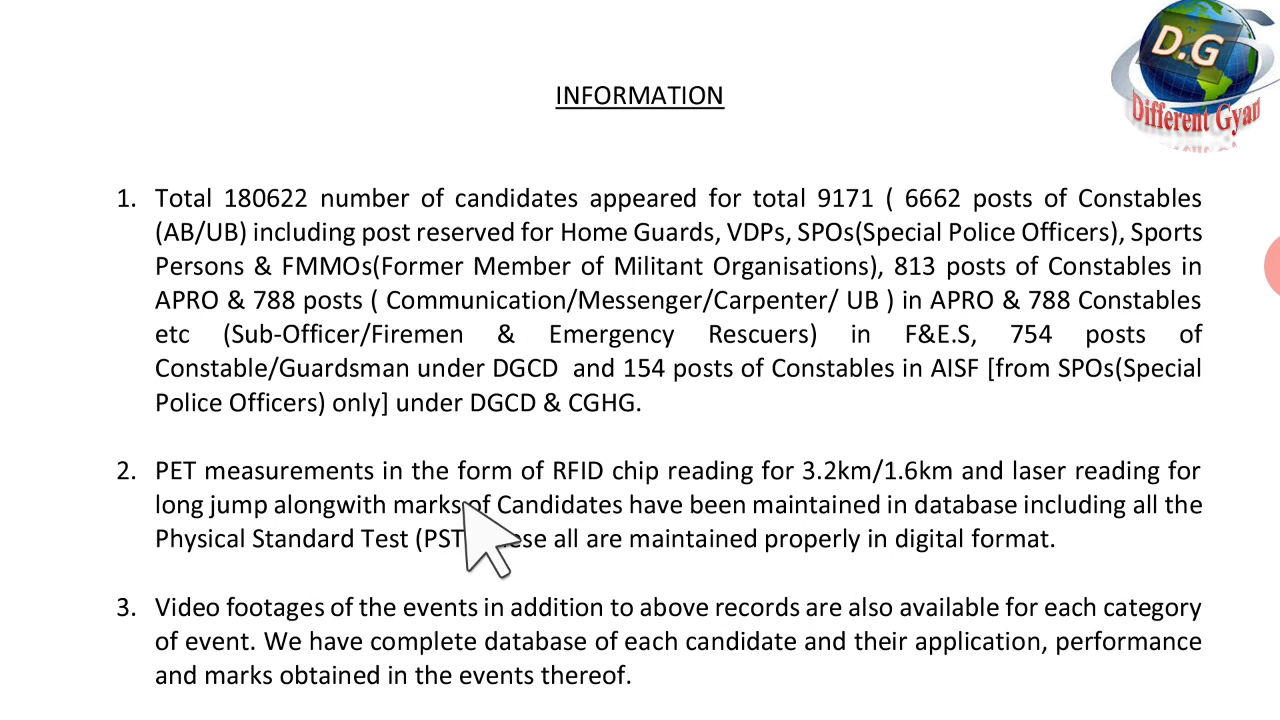 D.G
Different Gyan
INFORMATION
1. Total 180622 number of candidates appeared for total 9171 ( 6662 posts of Constables
(AB/UB) including post reserved for Home Guards, VDPs, SPOs(Special Police Officers), Sports
Persons & FMMOs(Former Member of Militant Organisations), 813 posts of Constables in
APRO & 788 posts ( Communication/Messenger/Carpenter/ UB ) in APRO & 788 Constables
etc (Sub-Officer/Firemen & Emergency Rescuers) in F&E.S, 754 posts of
Constable/Guardsman under DGCD and 154 posts of Constables in AISF [from SPOs(Special
Police Officers) only] under DGCD & CGHG.
2. PET measurements in the form of RFID chip reading for 3.2km/1.6km and laser reading for
long jump alongwith marks of Candidates have been maintained in database including all the
Physical Standard Test (PST all are maintained properly in digital format.
3. Video footages of the events in addition to above records are also available for each category
of event. We have complete database of each candidate and their application, performance
and marks obtained in the events thereof.